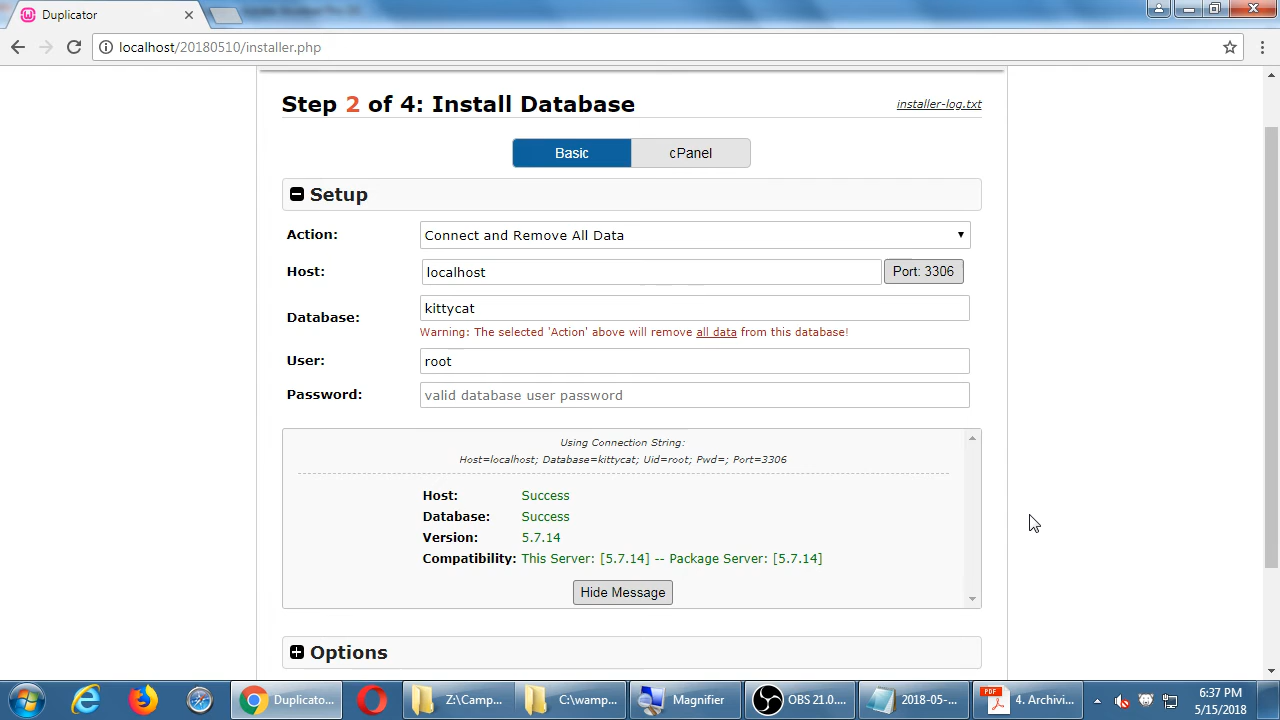 Duplicator
localhost/20180510/installer.php
Step 2 of 4: Install Database
installer-log.txt
Basic
cPanel
Setup
Action:
Connect and Remove All Data
Host:
localhost
Port: 3306
Database:
kittycat
Warning: The selected 'Action' above will remove all data from this database!
User:
root
Password:
valid database user password
Using Connection String:
Host=localhost; Database=kittycat; Uid=root; Pwd=; Port=3306
Host: Success
Database: Success
Version: 5.7.14
Compatibility: This Server: [5.7.14] -- Package Server: [5.7.14]
Hide Message
Options
Duplicato...
Z:\Camp...
C:\wamp...
Magnifier
OBS 21.0....
2018-05-...
PDF
4. Archivi...
6:37 PM
5/15/2018